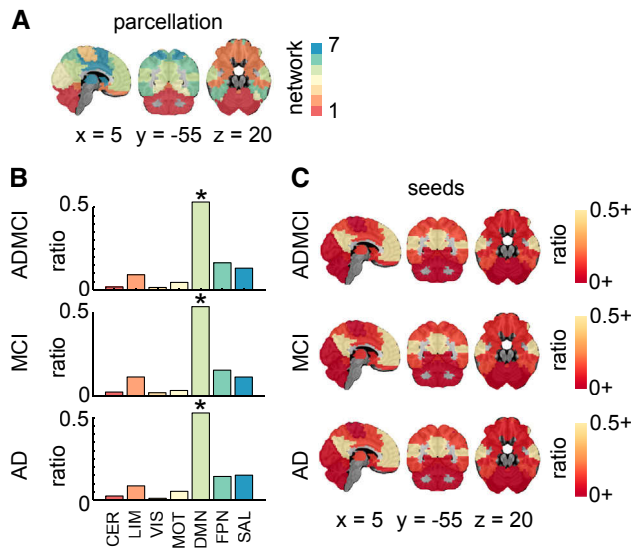 A
parcellation
7
network
1
x = 5 y = -55 z = 20
B
ADMCI
ratio
0.5
0
*
MCI
ratio
0.5
0
*
AD
ratio
0.5
0
*
CER
LIM
VIS
MOT
DMN
FPN
SAL
C
seeds
ADMCI
0.5+
ratio
0+
MCI
0.5+
ratio
0+
AD
0.5+
ratio
0+
x = 5 y = -55 z = 20